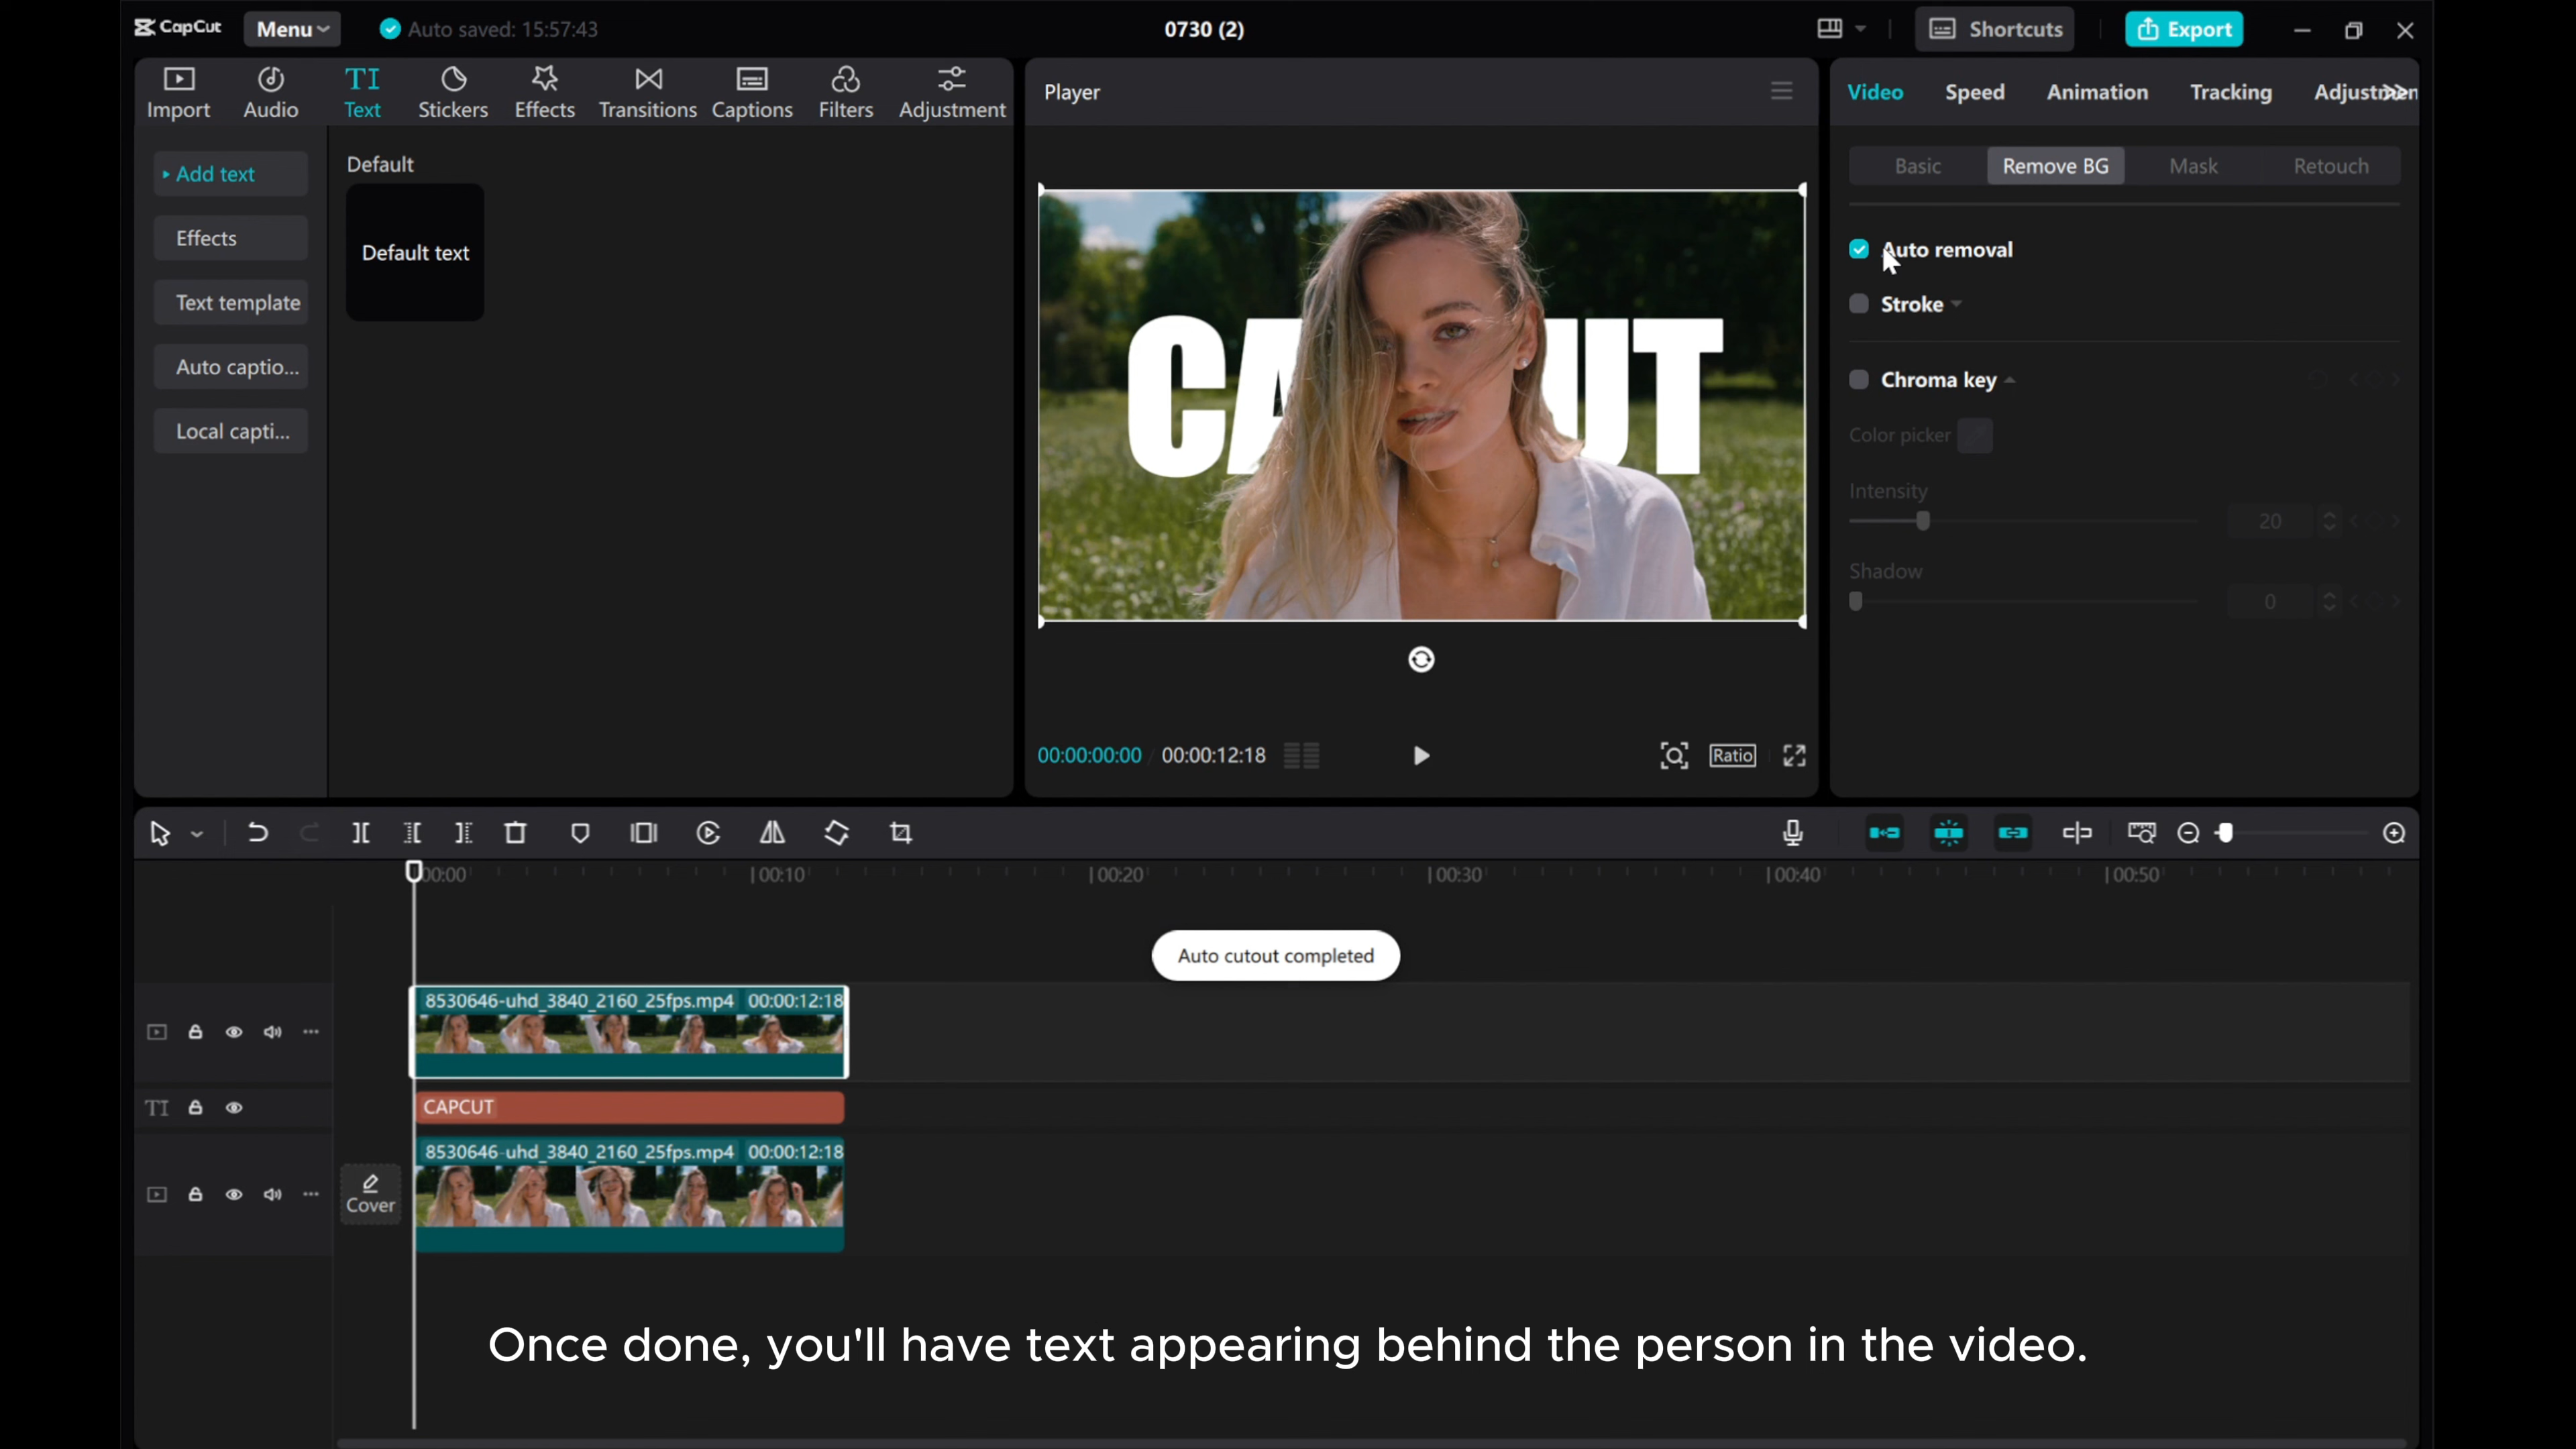 CapCut
Menu
Auto saved: 15:57:43
0730 (2)
Shortcuts
Export
Import
Audio
TI
Text
Stickers
Effects
Transitions
Captions
Filters
Adjustment
Add text
Effects
Text template
Auto captio...
Local capti...
Default
Default text
Player
CA UT
00:00:00:00 / 00:00:12:18
Ratio
Video
Speed
Animation
Tracking
Adjustmen
Basic
Remove BG
Mask
Retouch
Auto removal
Stroke
Chroma key
Color picker
Intensity
20
Shadow
0
00:00
00:10
00:20
00:30
00:40
00:50
Auto cutout completed
8530646-uhd_3840_2160_25fps.mp4 00:00:12:18
TI
CAPCUT
8530646-uhd_3840_2160_25fps.mp4 00:00:12:18
Cover
Once done, you'll have text appearing behind the person in the video.